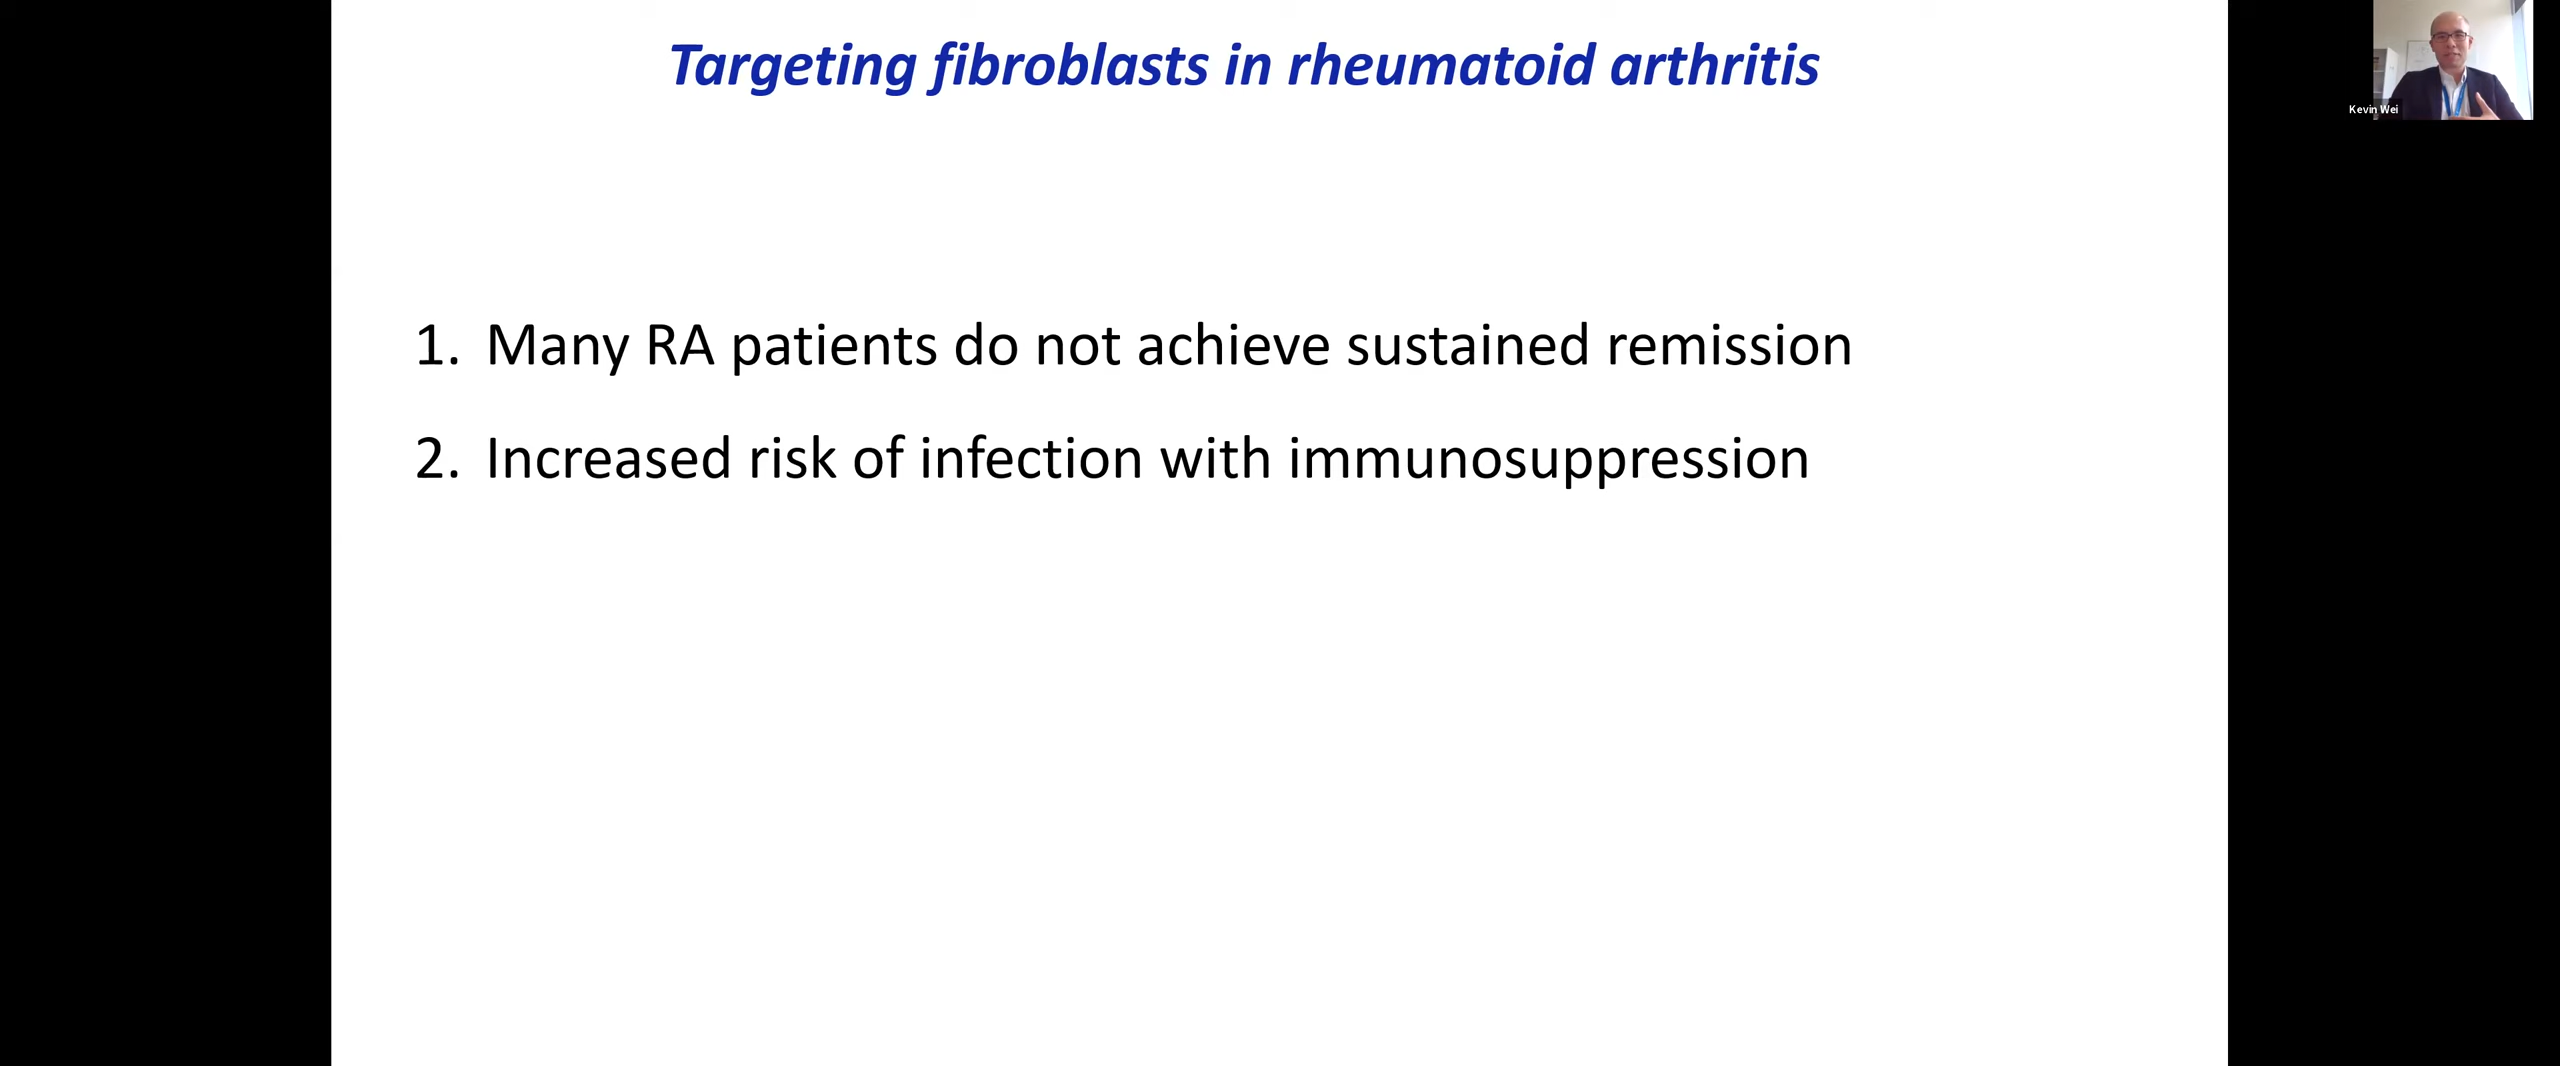 Targeting fibroblasts in rheumatoid arthritis
Kevin Wei
1. Many RA patients do not achieve sustained remission
2. Increased risk of infection with immunosuppression